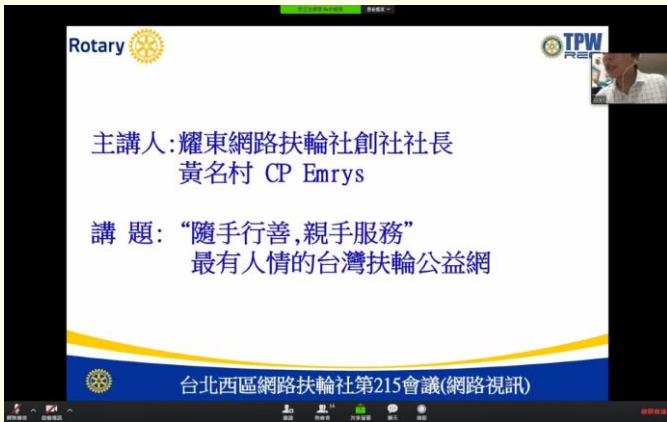 Rotary
TPW
主講人:耀東網路扶輪社創社社長
黃名村 CP Emrys
講 題: “隨手行善,親手服務”
最有人情的台灣扶輪公益網
台北西區網路扶輪社第215會議(網路視訊)